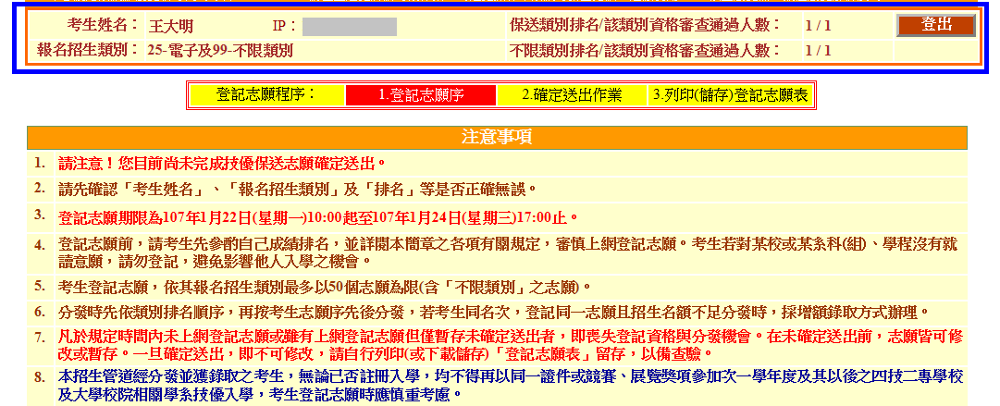 考生姓名： 王大明 IP： 保送類別排名/該類別資格審查通過人數： 1 / 1 登出
報名招生類別： 25-電子及99-不限類別 不限類別排名/該類別資格審查通過人數： 1 / 1
登記志願程序： 1.登記志願序 2.確定送出作業 3.列印(儲存)登記志願表
注意事項
1. 請注意！您目前尚未完成技優保送志願確定送出。
2. 請先確認「考生姓名」、「報名招生類別」及「排名」等是否正確無誤。
3. 登記志願期限為107年1月22日(星期一)10:00起至107年1月24日(星期三)17:00止。
4. 登記志願前，請考生先參酌自己成績排名，並詳閱本簡章之各項有關規定，審慎上網登記志願。考生若對某校或某系科(組)、學程沒有就
讀意願，請勿登記，避免影響他人入學之機會。
5. 考生登記志願，依其報名招生類別最多以50個志願為限(含「不限類別」之志願)。
6. 分發時先依類別排名順序，再按考生志願序先後分發，若考生同名次，登記同一志願且招生名額不足分發時，採增額錄取方式辦理。
7. 凡於規定時間內未上網登記志願或雖有上網登記志願但僅暫存未確定送出者，即喪失登記資格與分發機會。在未確定送出前，志願皆可修
改或暫存。一旦確定送出，即不可修改，請自行列印(或下載儲存)「登記志願表」留存，以備查驗。
8. 本招生管道經分發並獲錄取之考生，無論已否註冊入學，均不得再以同一證件或競賽、展覽獎項參加次一學年度及其以後之四技二專學校
及大學校院相關學系技優入學，考生登記志願時應慎重考慮。